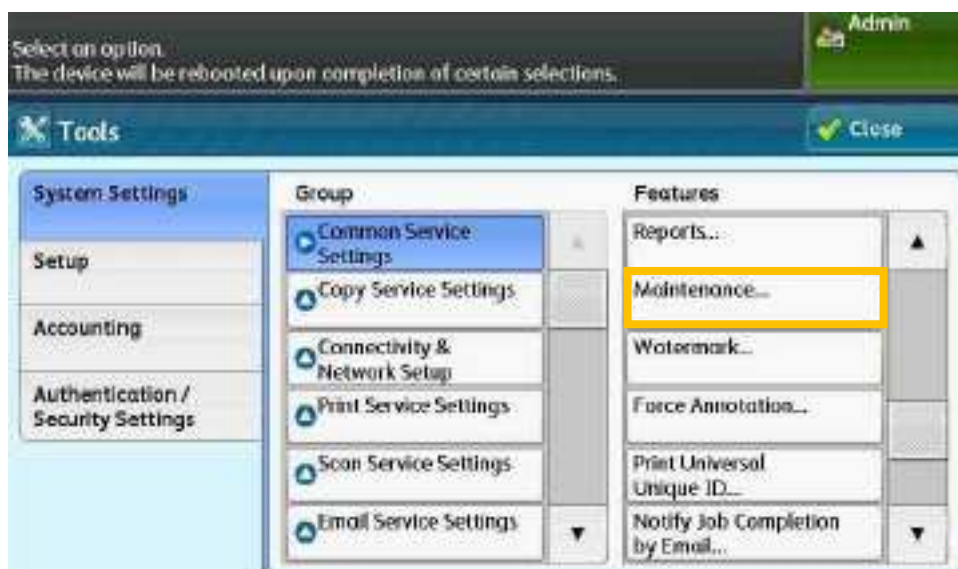 Select an option.
The device will be rebooted upon completion of certain selections.
Admin
Tools
Close
System Settings
Setup
Accounting
Authentication /
Security Settings
Group
Common Service
Settings
Copy Service Settings
Connectivity &
Network Setup
Print Service Settings
Scan Service Settings
Email Service Settings
Features
Reports...
Maintenance...
Watermark...
Force Annotation...
Print Universal
Unique ID...
Notify Job Completion
by Email...